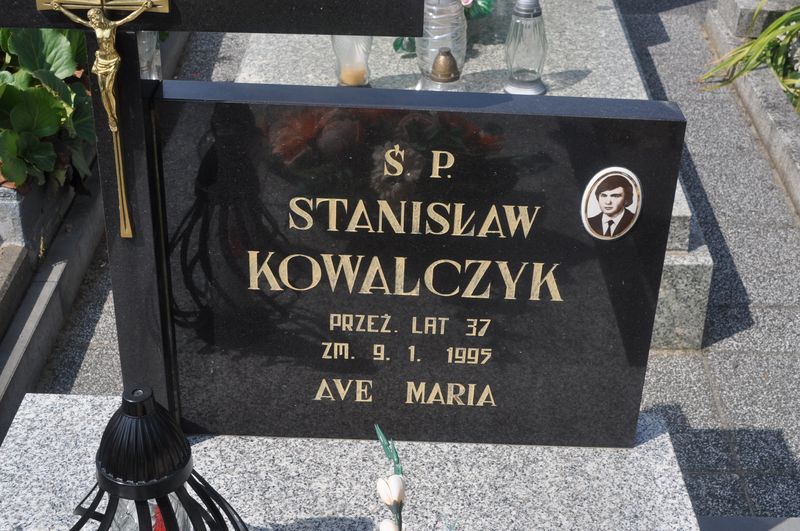 Ś P.
STANISŁAW
KOWALCZYK
PRZEŻ. LAT 37
ZM. 9. 1. 1995
AVE MARIA